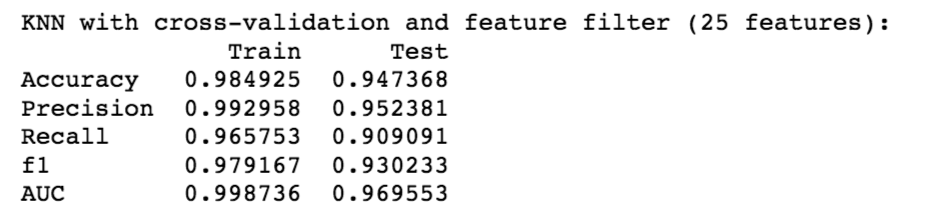 KNN with cross-validation and feature filter (25 features):
Train Test
Accuracy 0.984925 0.947368
Precision 0.992958 0.952381
Recall 0.965753 0.909091
f1 0.979167 0.930233
AUC 0.998736 0.969553